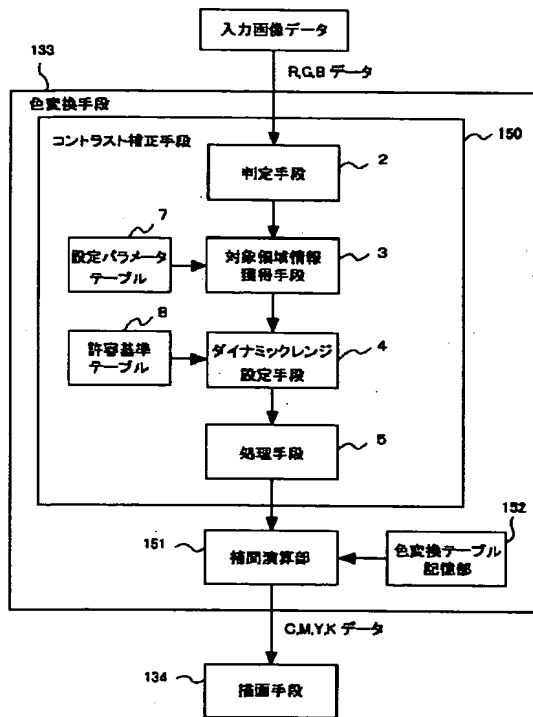 入力画像データ
133
R,G,B データ
色変換手段
150
コントラスト補正手段
2
判定手段
7
設定パラメータ
テーブル
3
対象領域情報
獲得手段
8
許容基準
テーブル
4
ダイナミックレンジ
設定手段
5
処理手段
152
151
補間演算部
色変換テーブル
記憶部
C,M,Y,K データ
134
描画手段